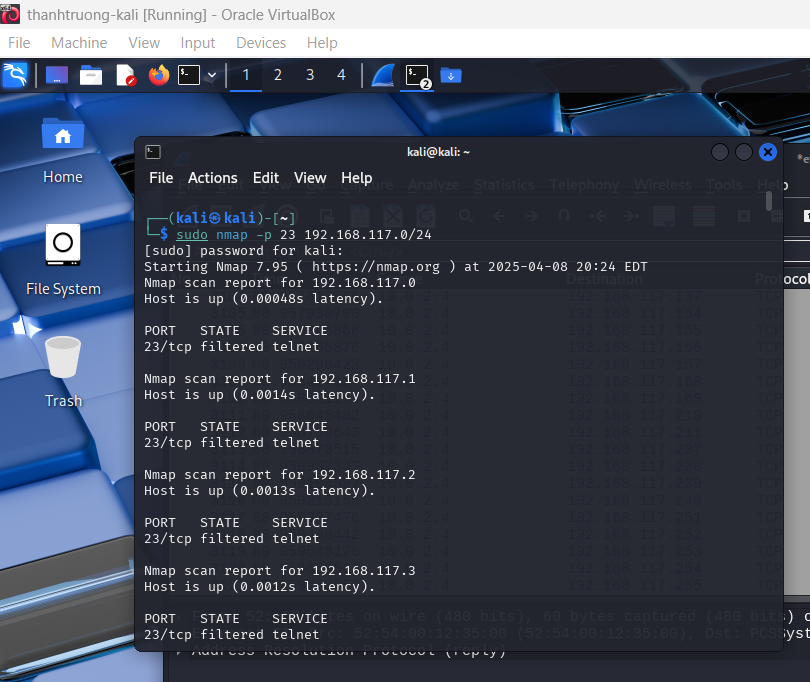 thanhtruong-kali [Running] - Oracle VirtualBox
File Machine View Input Devices Help
1 2 3 4
2
Home
File System
Trash
kali@kali: ~
File Actions Edit View Help
Capture Analyze Statistics Telephony Wireless Tools Help
┌──(kali㉿kali)-[~]
└─$ sudo nmap -p 23 192.168.117.0/24
[sudo] password for kali:
Starting Nmap 7.95 ( https://nmap.org ) at 2025-04-08 20:24 EDT
Nmap scan report for 192.168.117.0
Destination Protocol
Host is up (0.00048s latency).
PORT STATE SERVICE
23/tcp filtered telnet
Nmap scan report for 192.168.117.1
Host is up (0.0014s latency).
PORT STATE SERVICE
23/tcp filtered telnet
Nmap scan report for 192.168.117.2
Host is up (0.0013s latency).
PORT STATE SERVICE
23/tcp filtered telnet
Nmap scan report for 192.168.117.3
Host is up (0.0012s latency).
PORT STATE SERVICE
23/tcp filtered telnet
on wire (480 bits), 60 bytes captured (480 bits)
52:54:00:12:35:00 (52:54:00:12:35:00), Dst: PCSSyst
Address Resolution Protocol (reply)